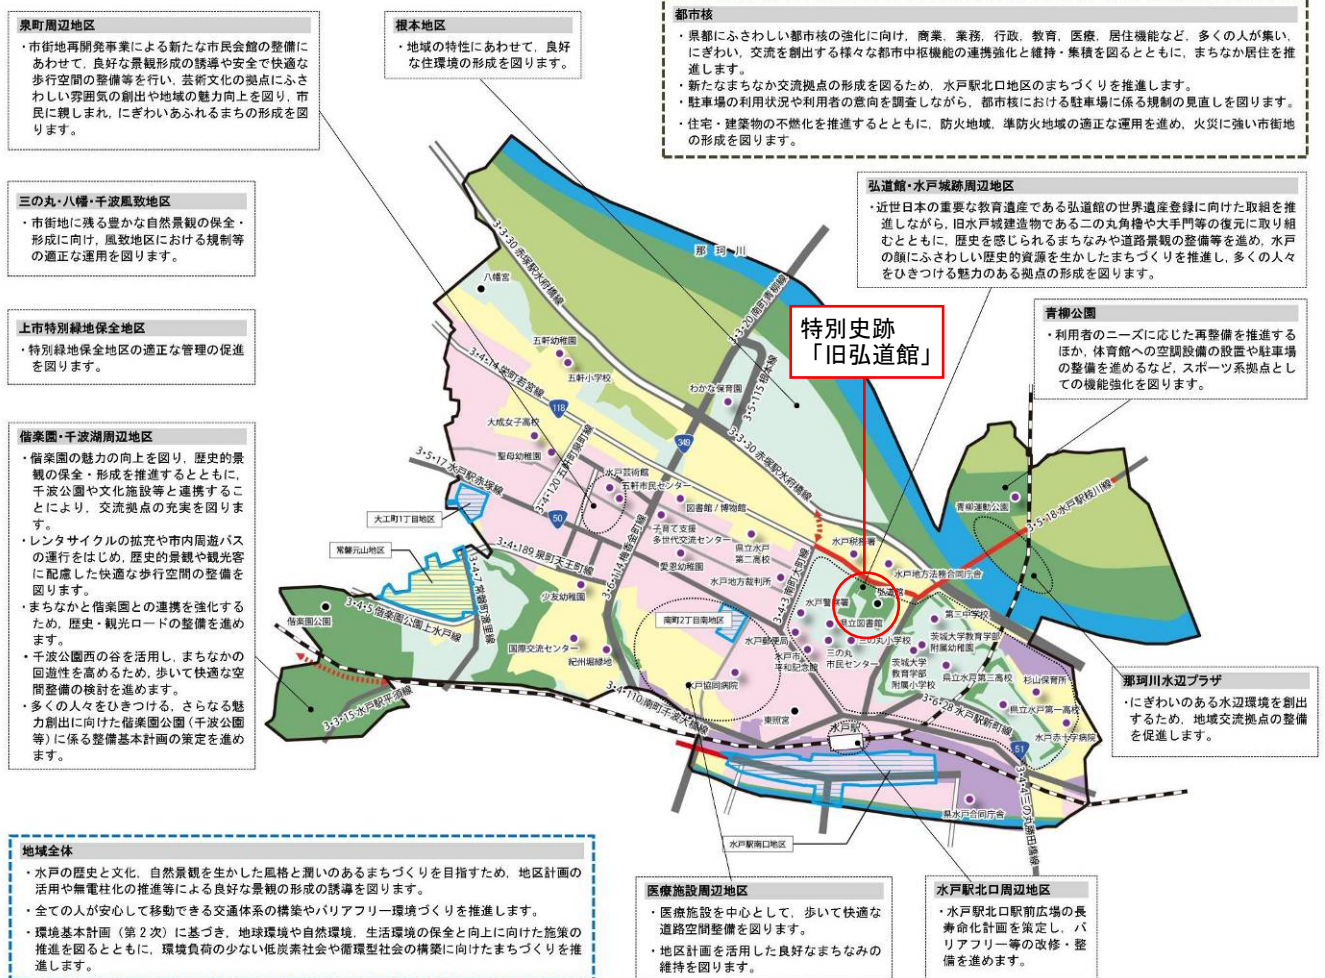 泉町周辺地区
・市街地再開発事業による新たな市民会館の整備に
あわせて，良好な景観形成の誘導や安全で快適な
歩行空間の整備等を行い，芸術文化の拠点にふさ
わしい雰囲気の創出や地域の魅力向上を図り，市
民に親しまれ，にぎわいあふれるまちの形成を図
ります。
根本地区
・地域の特性にあわせて，良好
な住環境の形成を図ります。
都市核
・県都にふさわしい都市核の強化に向け，商業，業務，行政，教育，医療，居住機能など，多くの人が集い，
にぎわい，交流を創出する様々な都市中枢機能の連携強化と維持・集積を図るとともに，まちなか居住を推
進します。
・新たなまちなか交流拠点の形成を図るため，水戸駅北口地区のまちづくりを推進します。
・駐車場の利用状況や利用者の意向を調査しながら，都市核における駐車場に係る規制の見直しを図ります。
・住宅・建築物の不燃化を推進するとともに，防火地域，準防火地域の適正な運用を進め，火災に強い市街地
の形成を図ります。
三の丸・八幡・千波風致地区
・市街地に残る豊かな自然景観の保全・
形成に向け，風致地区における規制等
の適正な運用を図ります。
弘道館・水戸城跡周辺地区
・近世日本の重要な教育遺産である弘道館の世界遺産登録に向けた取組を推
進しながら，旧水戸城建造物である二の丸角櫓や大手門等の復元に取り組
むとともに，歴史を感じられるまちなみや道路景観の整備等を進め，水戸
の顔にふさわしい歴史的資源を生かしたまちづくりを推進し，多くの人々
をひきつける魅力のある拠点の形成を図ります。
上市特別緑地保全地区
・特別緑地保全地区の適正な管理の促進
を図ります。
青柳公園
・利用者のニーズに応じた再整備を推進する
ほか，体育館への空調設備の設置や駐車場
の整備を進めるなど，スポーツ系拠点とし
ての機能強化を図ります。
特別史跡
「旧弘道館」
偕楽園・千波湖周辺地区
・偕楽園の魅力の向上を図り，歴史的景
観の保全・形成を推進するとともに，
千波公園や文化施設等と連携するこ
とにより，交流拠点の充実を図りま
す。
・レンタサイクルの拡充や市内周遊バス
の運行をはじめ，歴史的景観や観光客
に配慮した快適な歩行空間の整備を
図ります。
・まちなかと偕楽園との連携を強化する
ため，歴史・観光ロードの整備を進め
ます。
・千波公園西の谷を活用し，まちなかの
回遊性を高めるため，歩いて快適な空
間整備の検討を進めます。
・多くの人々をひきつける，さらなる魅
力創出に向けた偕楽園公園（千波公園
等）に係る整備基本計画の策定を進め
ます。
那珂川
八幡宮
3・3・30 赤塚駅水府橋線
3・3・20 南町青柳線
五軒幼稚園
五軒小学校
3・4・14 栄町若宮線
わかな保育園
3・5・115 根本線
118
349
大成女子高校
聖母幼稚園
3・3・30 赤塚駅水府橋線
3・5・17 水戸駅赤塚線
3・4・120 五軒町泉町線
水戸芸術館
五軒市民センター
図書館／博物館
50
子育て支援・
多世代交流センター
愛恩幼稚園
県立水戸
第二高校
水戸地方裁判所
3・4・3 南町大町線
水戸税務署
水戸地方法務合同庁舎
弘道館
青柳運動公園
3・5・18 水戸駅枝川線
大工町1丁目地区
常磐元山地区
3・4・189 泉町天王町線
3・6・114 梅香金町線
3・4・7 常磐町渡里線
3・4・5 偕楽園公園上水戸線
偕楽園公園
少友幼稚園
国際交流センター
紀州堀緑地
南町2丁目南地区
水戸警察署
県立図書館
三の丸小学校
水戸郵便局
水戸市
平和記念館
三の丸
市民センター
第二中学校
茨城大学教育学部
附属幼稚園
茨城大学
教育学部
附属小学校
県立水戸第三高校
杉山保育所
県立水戸第一高校
水戸赤十字病院
水戸協同病院
3・4・110 南町千波大橋線
3・3・15 水戸駅平須線
東照宮
水戸駅
3・6・28 水戸駅新町線
51
3・4・4 三の丸勝田橋線
県水戸合同庁舎
水戸駅南口地区
那珂川水辺プラザ
・にぎわいのある水辺環境を創出
するため，地域交流拠点の整備
を促進します。
地域全体
・水戸の歴史と文化，自然景観を生かした風格と潤いのあるまちづくりを目指すため，地区計画の
活用や無電柱化の推進等による良好な景観の形成の誘導を図ります。
・全ての人が安心して移動できる交通体系の構築やバリアフリー環境づくりを推進します。
・環境基本計画（第２次）に基づき，地球環境や自然環境，生活環境の保全と向上に向けた施策の
推進を図るとともに，環境負荷の少ない低炭素社会や循環型社会の構築に向けたまちづくりを推
進します。
医療施設周辺地区
・医療施設を中心として，歩いて快適な
道路空間整備を図ります。
・地区計画を活用した良好なまちなみの
維持を図ります。
水戸駅北口周辺地区
・水戸駅北口駅前広場の長
寿命化計画を策定し，バ
リアフリー等の改修・整
備を進めます。